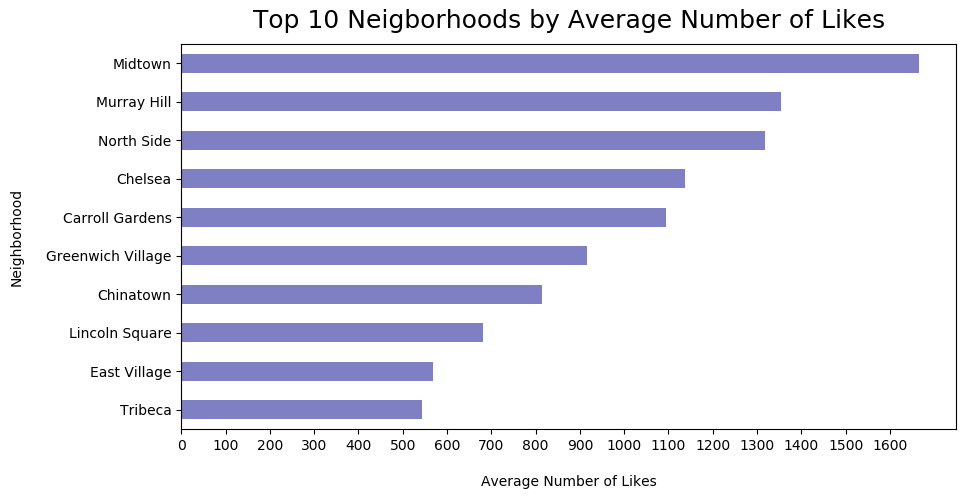 Top 10 Neigborhoods by Average Number of Likes
Neighborhood
Midtown
Murray Hill
North Side
Chelsea
Carroll Gardens
Greenwich Village
Chinatown
Lincoln Square
East Village
Tribeca
0 100 200 300 400 500 600 700 800 900 1000 1100 1200 1300 1400 1500 1600
Average Number of Likes